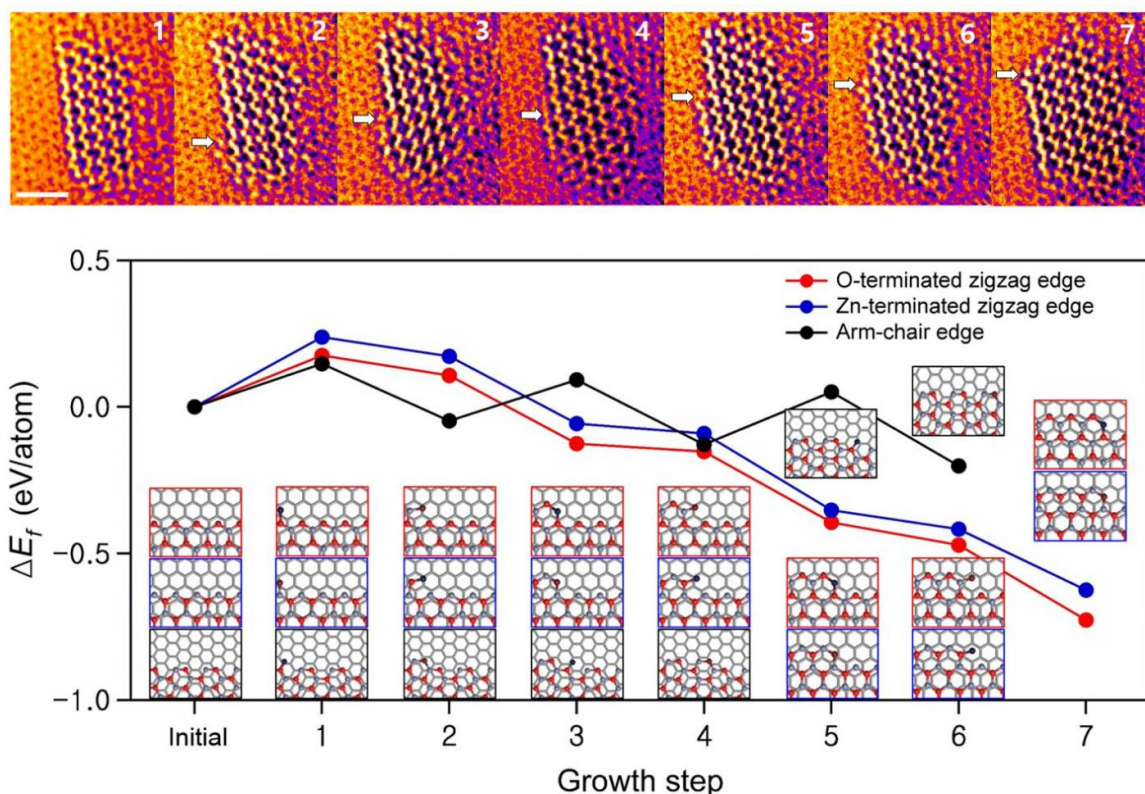 1 2 3 4 5 6 7
0.5
O-terminated zigzag edge
Zn-terminated zigzag edge
Arm-chair edge
0.0
−0.5
−1.0
ΔE_f (eV/atom)
Initial 1 2 3 4 5 6 7
Growth step